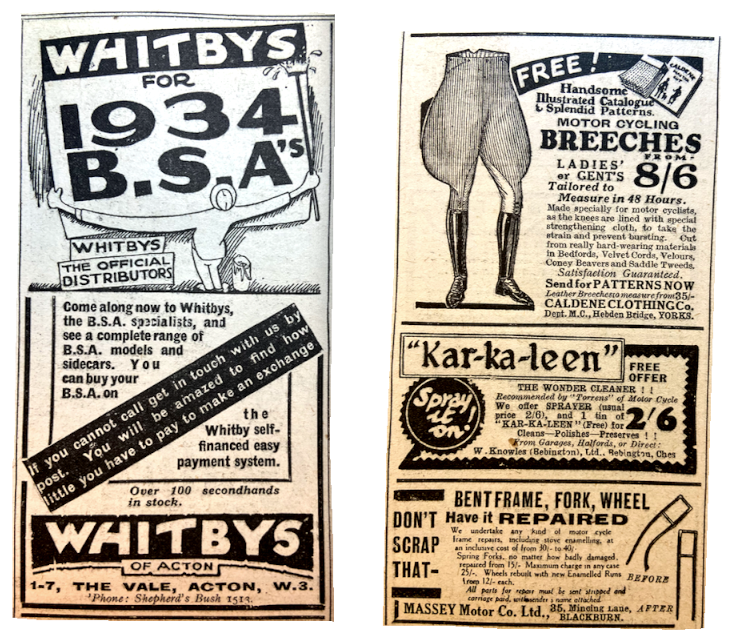 WHITBYS
FOR
1934
B.S.A's
WHITBYS
THE OFFICIAL
DISTRIBUTORS
Come along now to Whitbys,
the B.S.A. specialists, and
see a complete range of
B.S.A. models and
sidecars. You
can buy your
B.S.A. on
If you cannot call get in touch with us by
post. You will be amazed to find how
little you have to pay to make an exchange
the
Whitby self-
financed easy
payment system.
Over 100 secondhands
in stock.
WHITBYS
OF ACTON
1-7, THE VALE, ACTON, W.3.
'Phone: Shepherd's Bush 1513.
FREE!
CALDENE
Handsome
Illustrated Catalogue
& Splendid Patterns.
MOTOR CYCLING
BREECHES
FROM
LADIES' 8/6
or GENT'S
Tailored to
Measure in 48 Hours.
Made specially for motor cyclists,
as the knees are lined with special
strengthening cloth, to take the
strain and prevent bursting. Cut
from really hard-wearing materials
in Bedfords, Velvet Cords, Velours,
Coney Beavers and Saddle Tweeds.
Satisfaction Guaranteed.
Send for PATTERNS NOW
Leather Breeches to measure from 35/-
CALDENE CLOTHING Co.
Dept. M.C., Hebden Bridge, YORKS.
"Kar-ka-leen"
FREE
OFFER
Spray
it!
on!
THE WONDER CLEANER ! !
Recommended by "Torrens" of Motor Cycle
We offer SPRAYER (usual
price 2/6), and 1 tin of
"KAR-KA-LEEN" (Free) for 2/6
Cleans—Polishes—Preserves ! !
From Garages, Halfords, or Direct:
W. Knowles (Bebington), Ltd., Bebington, Ches
DON'T
SCRAP
THAT-
BENT FRAME, FORK, WHEEL
Have it REPAIRED
We undertake any kind of motor cycle
frame repairs, including stove enamelling, at
an inclusive cost of from 30/- to 40/-
Spring Forks, no matter how badly damaged,
repaired from 15/- Maximum charge in any case
25/-. Wheels rebuilt with new Enamelled Rims
from 12/- each.
All parts for repair must be sent stripped and
carriage paid, with sender's name attached.
BEFORE
AFTER
MASSEY Motor Co. Ltd., 35, Mincing Lane,
BLACKBURN.